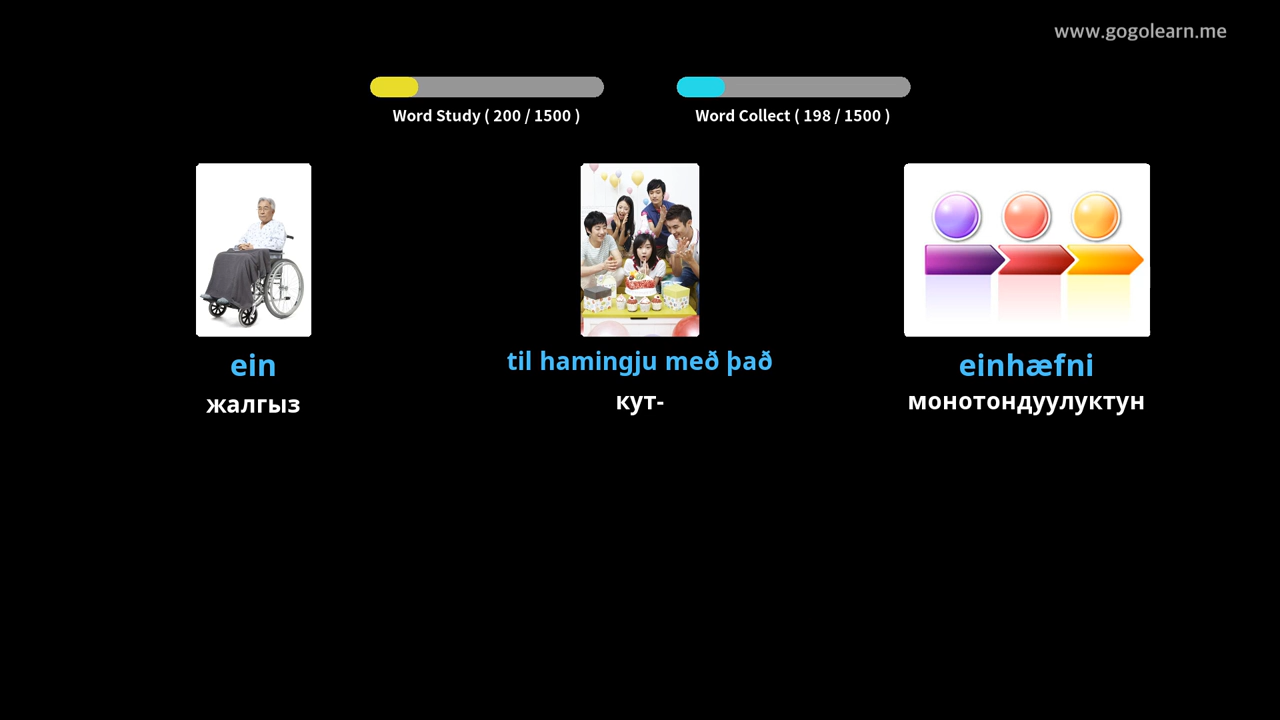 www.gogolearn.me
Word Study ( 200 / 1500 )
Word Collect ( 198 / 1500 )
ein
til hamingju með það
einhæfni
жалгыз
кут-
монотондуулуктун